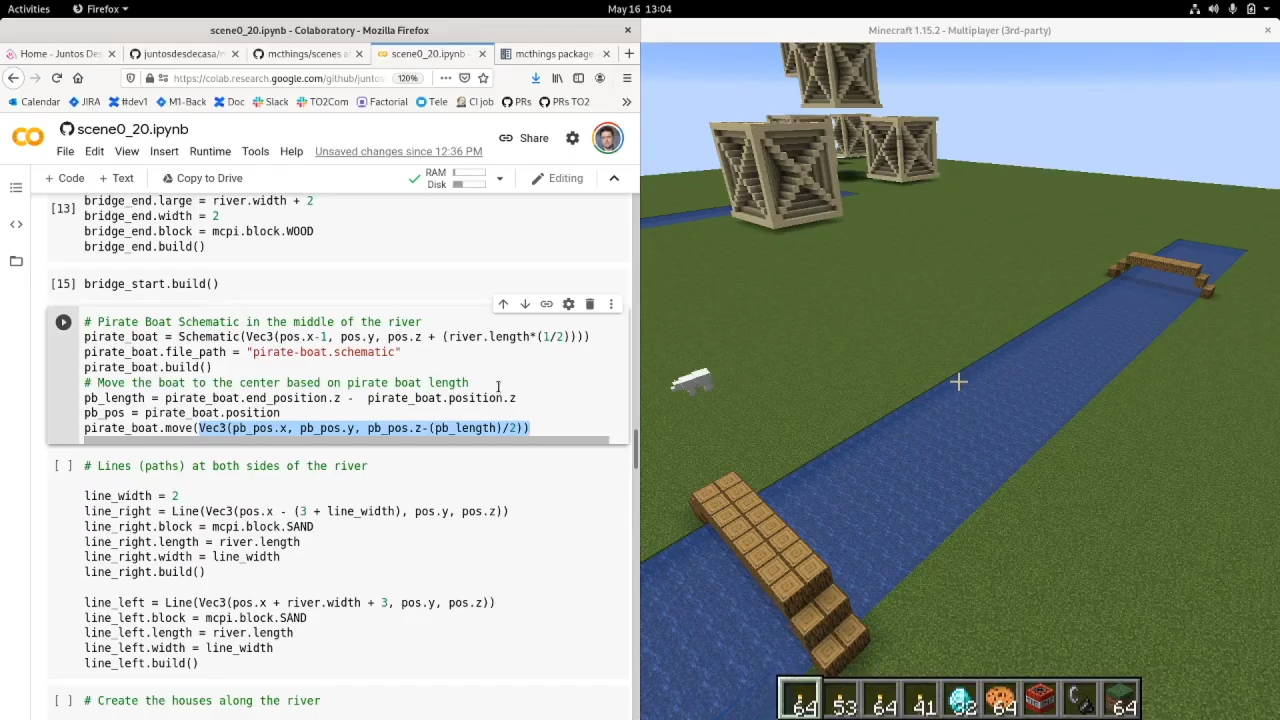 Activities
Firefox
May 16 13:04
scene0_20.ipynb - Colaboratory - Mozilla Firefox
Minecraft 1.15.2 - Multiplayer (3rd-party)
Home - Juntos Des
juntosdesdecasa/m
mcthings/scenes a
scene0_20.ipynb -
mcthings package
https://colab.research.google.com/github/juntos
120%
Calendar
JIRA
#dev1
M1-Back
Doc
Slack
TO2Com
Factorial
Tele
CI job
PRs
PRs TO2
scene0_20.ipynb
Share
File Edit View Insert Runtime Tools Help Unsaved changes since 12:36 PM
+ Code + Text Copy to Drive
RAM
Disk
Editing
[13]
bridge_end.large = river.width + 2
bridge_end.width = 2
bridge_end.block = mcpi.block.WOOD
bridge_end.build()
[15] bridge_start.build()
# Pirate Boat Schematic in the middle of the river
pirate_boat = Schematic(Vec3(pos.x-1, pos.y, pos.z + (river.length*(1/2))))
pirate_boat.file_path = "pirate-boat.schematic"
pirate_boat.build()
# Move the boat to the center based on pirate boat length
pb_length = pirate_boat.end_position.z - pirate_boat.position.z
pb_pos = pirate_boat.position
pirate_boat.move(Vec3(pb_pos.x, pb_pos.y, pb_pos.z-(pb_length)/2))
[ ] # Lines (paths) at both sides of the river
line_width = 2
line_right = Line(Vec3(pos.x - (3 + line_width), pos.y, pos.z))
line_right.block = mcpi.block.SAND
line_right.length = river.length
line_right.width = line_width
line_right.build()
line_left = Line(Vec3(pos.x + river.width + 3, pos.y, pos.z))
line_left.block = mcpi.block.SAND
line_left.length = river.length
line_left.width = line_width
line_left.build()
[ ] # Create the houses along the river
64 53 64 41 32 64 64